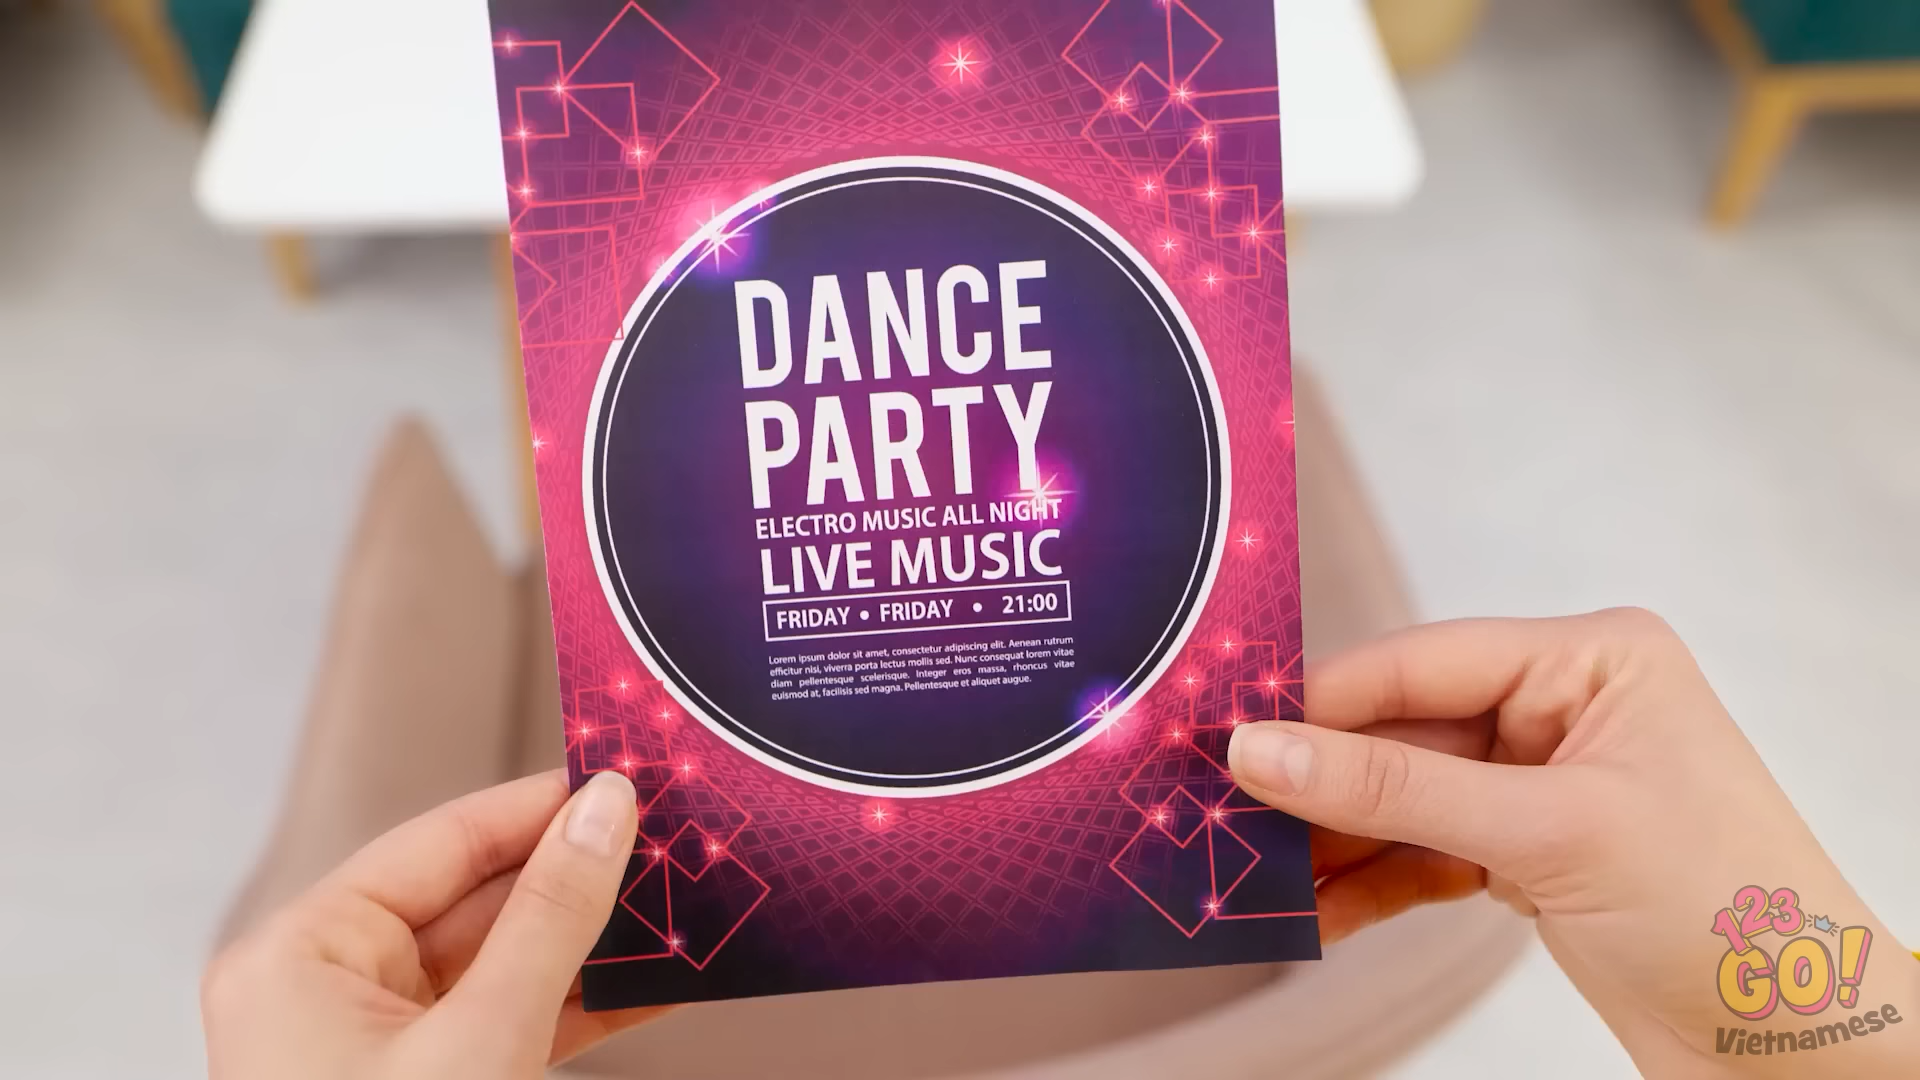 DANCE
PARTY
ELECTRO MUSIC ALL NIGHT
LIVE MUSIC
FRIDAY • FRIDAY • 21:00
Lorem ipsum dolor sit amet, consectetur adipiscing elit. Aenean rutrum
efficitur nisi, viverra porta lectus mollis sed. Nunc consequat lorem vitae
diam pellentesque scelerisque. Integer eros massa, rhoncus vitae
euismod at, facilisis sed magna. Pellentesque et aliquet augue.
123
GO!
Vietnamese